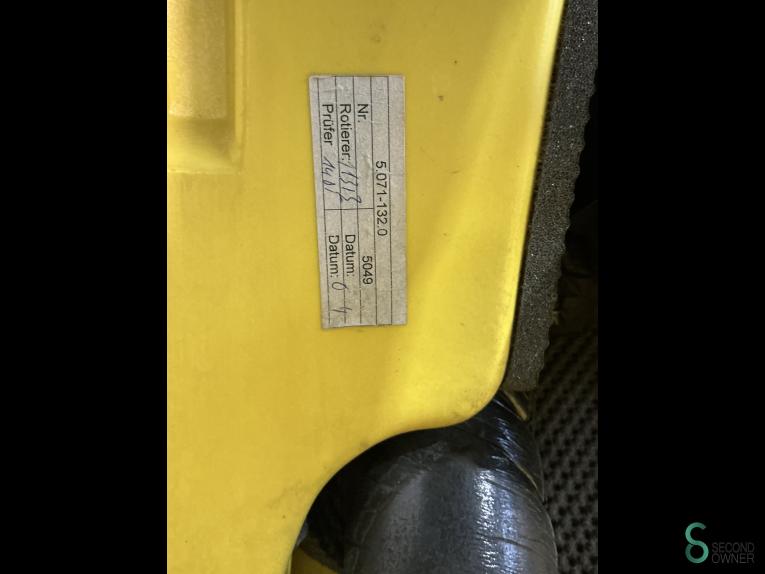 5.071-132.0
Nr. 5049
Rotierer: Datum:
Prüfer Datum:
SECOND
OWNER